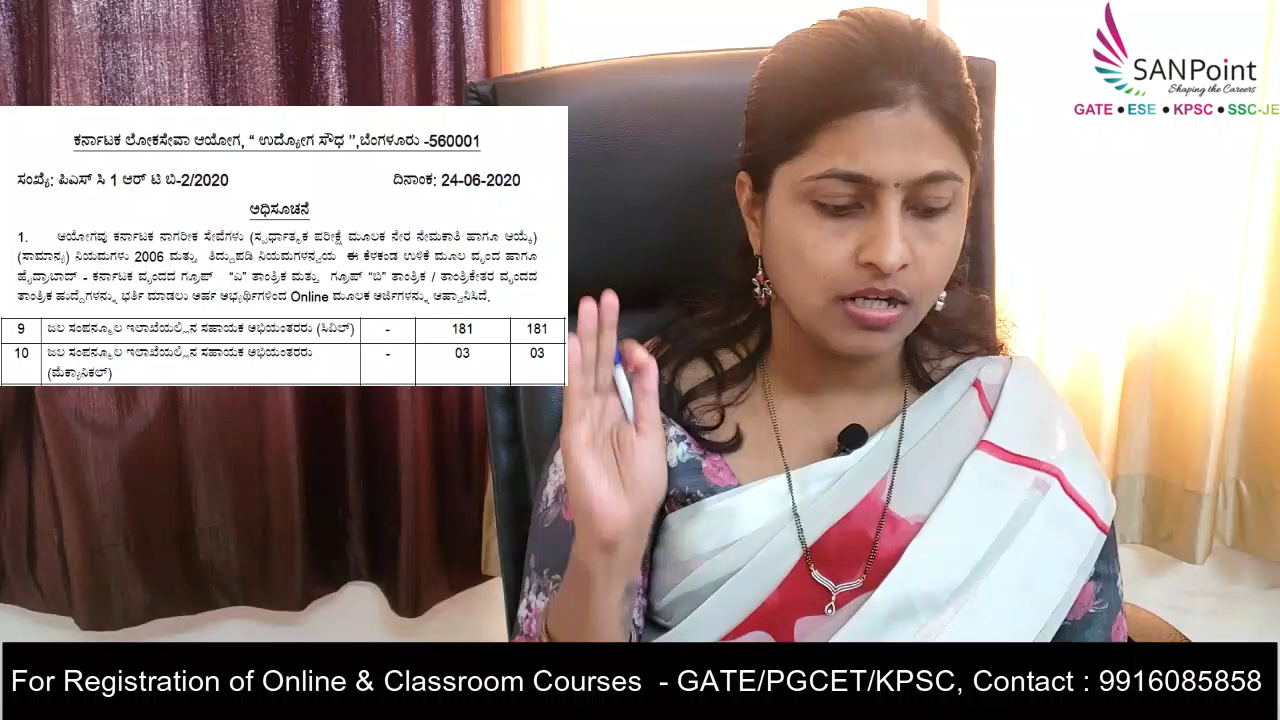 SANPoint
Shaping the Careers
GATE ● ESE ● KPSC ● SSC-JE
ಕರ್ನಾಟಕ ಲೋಕಸೇವಾ ಆಯೋಗ, “ ಉದ್ಯೋಗ ಸೌಧ ”,ಬೆಂಗಳೂರು -560001
ಸಂಖ್ಯೆ: ಪಿಎಸ್ ಸಿ 1 ಆರ್ ಟಿ ಬಿ-2/2020 ದಿನಾಂಕ: 24-06-2020
ಅಧಿಸೂಚನೆ
1. ಆಯೋಗವು ಕರ್ನಾಟಕ ನಾಗರೀಕ ಸೇವೆಗಳು (ಸ್ಪರ್ಧಾತ್ಮಕ ಪರೀಕ್ಷೆ ಮೂಲಕ ನೇರ ನೇಮಕಾತಿ ಹಾಗೂ ಆಯ್ಕೆ)
(ಸಾಮಾನ್ಯ) ನಿಯಮಗಳು 2006 ಮತ್ತು ತಿದ್ದುಪಡಿ ನಿಯಮಗಳನ್ವಯ ಈ ಕೆಳಕಂಡ ಉಳಿಕೆ ಮೂಲ ವೃಂದ ಹಾಗೂ
ಹೈದ್ರಾಬಾದ್ - ಕರ್ನಾಟಕ ವೃಂದದ ಗ್ರೂಪ್ “ಎ” ತಾಂತ್ರಿಕ ಮತ್ತು ಗ್ರೂಪ್ “ಬಿ” ತಾಂತ್ರಿಕ / ತಾಂತ್ರಿಕೇತರ ವೃಂದದ
ತಾಂತ್ರಿಕ ಹುದ್ದೆಗಳನ್ನು ಭರ್ತಿ ಮಾಡಲು ಅರ್ಹ ಅಭ್ಯರ್ಥಿಗಳಿಂದ Online ಮೂಲಕ ಅರ್ಜಿಗಳನ್ನು ಆಹ್ವಾನಿಸಿದೆ.
9 ಜಲ ಸಂಪನ್ಮೂಲ ಇಲಾಖೆಯಲ್ಲಿನ ಸಹಾಯಕ ಅಭಿಯಂತರರು (ಸಿವಿಲ್) - 181 181
10 ಜಲ ಸಂಪನ್ಮೂಲ ಇಲಾಖೆಯಲ್ಲಿನ ಸಹಾಯಕ ಅಭಿಯಂತರರು - 03 03
(ಮೆಕ್ಯಾನಿಕಲ್)
For Registration of Online & Classroom Courses - GATE/PGCET/KPSC, Contact : 9916085858